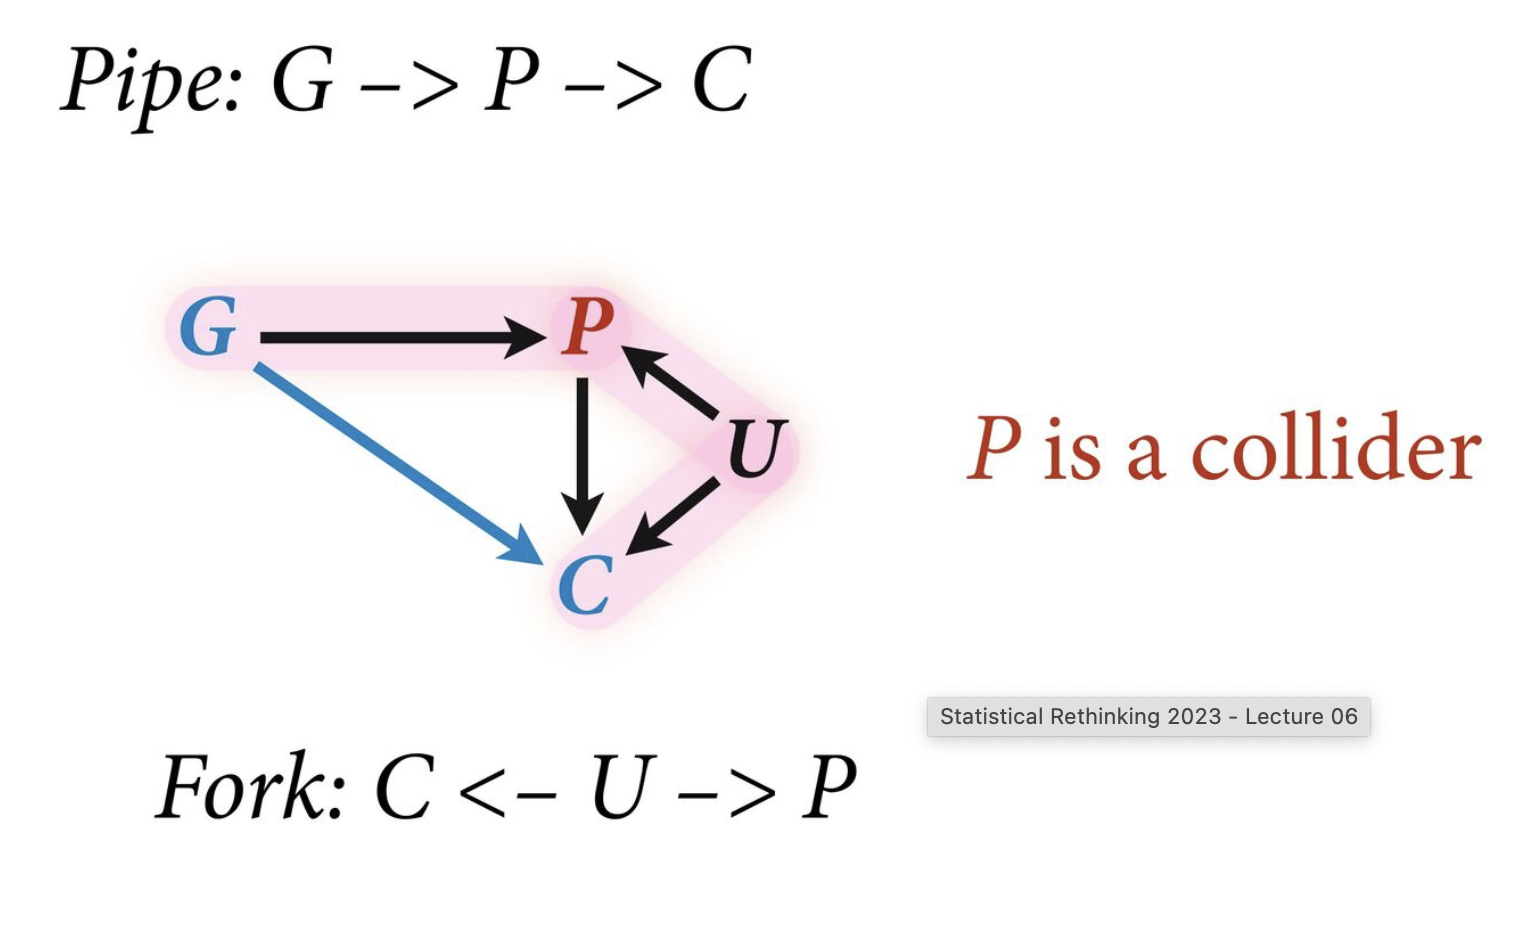 Pipe: G –> P –> C
G
P
U
P is a collider
C
Statistical Rethinking 2023 - Lecture 06
Fork: C <– U –> P